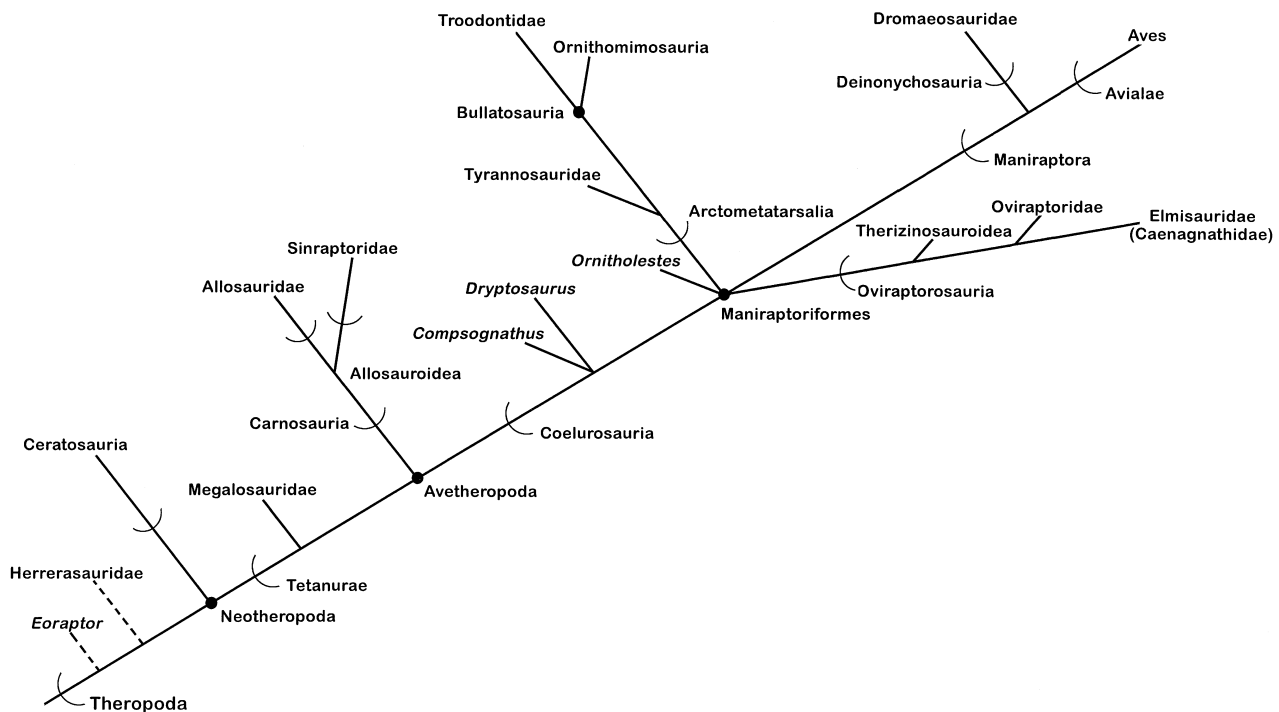 Troodontidae
Dromaeosauridae
Aves
Ornithomimosauria
Deinonychosauria
Avialae
Bullatosauria
Maniraptora
Tyrannosauridae
Arctometatarsalia
Oviraptoridae
Elmisauridae
(Caenagnathidae)
Therizinosauroidea
Sinraptoridae
Ornitholestes
Allosauridae
Dryptosaurus
Oviraptorosauria
Maniraptoriformes
Compsognathus
Allosauroidea
Carnosauria
Coelurosauria
Ceratosauria
Megalosauridae
Avetheropoda
Herrerasauridae
Tetanurae
Neotheropoda
Eoraptor
Theropoda